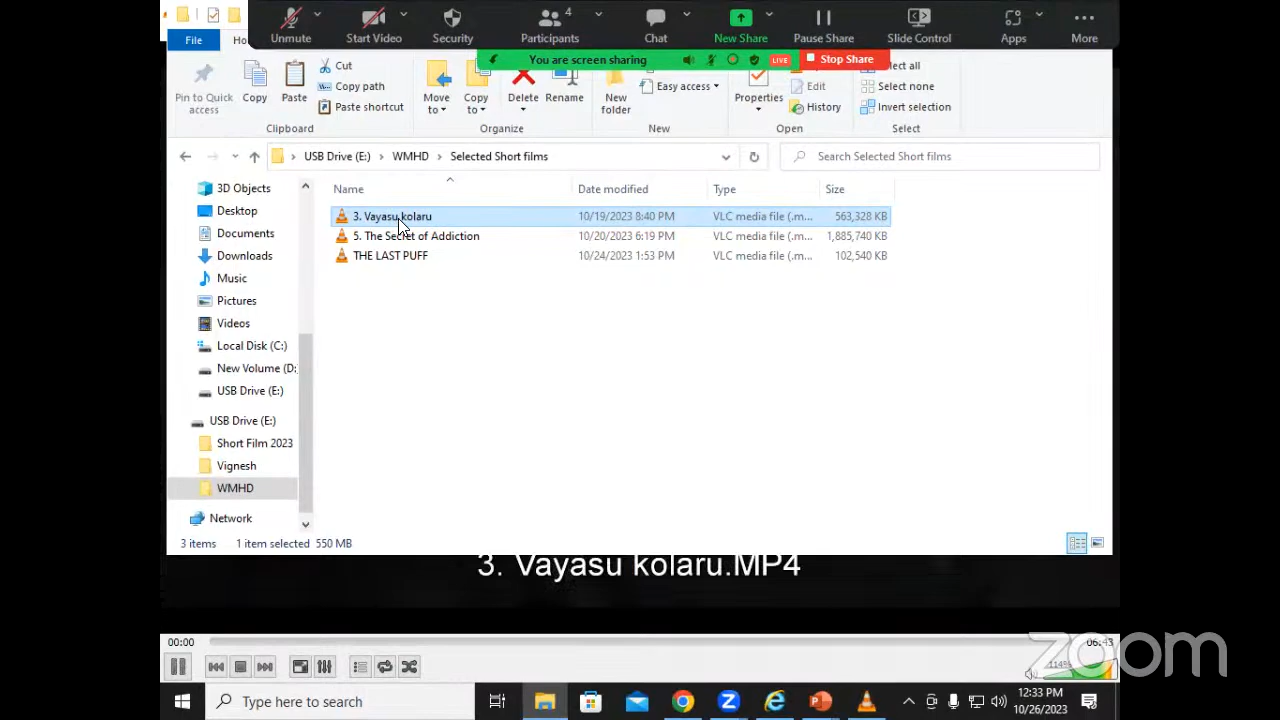 Unmute
Start Video
Security
4
Participants
Chat
New Share
Pause Share
Slide Control
Apps
More
You are screen sharing
LIVE
Stop Share
File
Pin to Quick access
Copy
Paste
Cut
Copy path
Paste shortcut
Clipboard
Move to
Copy to
Delete
Rename
Organize
New folder
Easy access
New
Properties
Edit
History
Open
Select none
Invert selection
Select
USB Drive (E:) > WMHD > Selected Short films
Search Selected Short films
Name Date modified Type Size
3. Vayasu kolaru 10/19/2023 8:40 PM VLC media file (.m... 563,328 KB
5. The Secret of Addiction 10/20/2023 6:19 PM VLC media file (.m... 1,885,740 KB
THE LAST PUFF 10/24/2023 1:53 PM VLC media file (.m... 102,540 KB
3D Objects
Desktop
Documents
Downloads
Music
Pictures
Videos
Local Disk (C:)
New Volume (D:
USB Drive (E:)
USB Drive (E:)
Short Film 2023
Vignesh
WMHD
Network
3 items 1 item selected 550 MB
3. Vayasu kolaru.MP4
00:00
06:43
114%
zoom
Type here to search
12:33 PM
10/26/2023